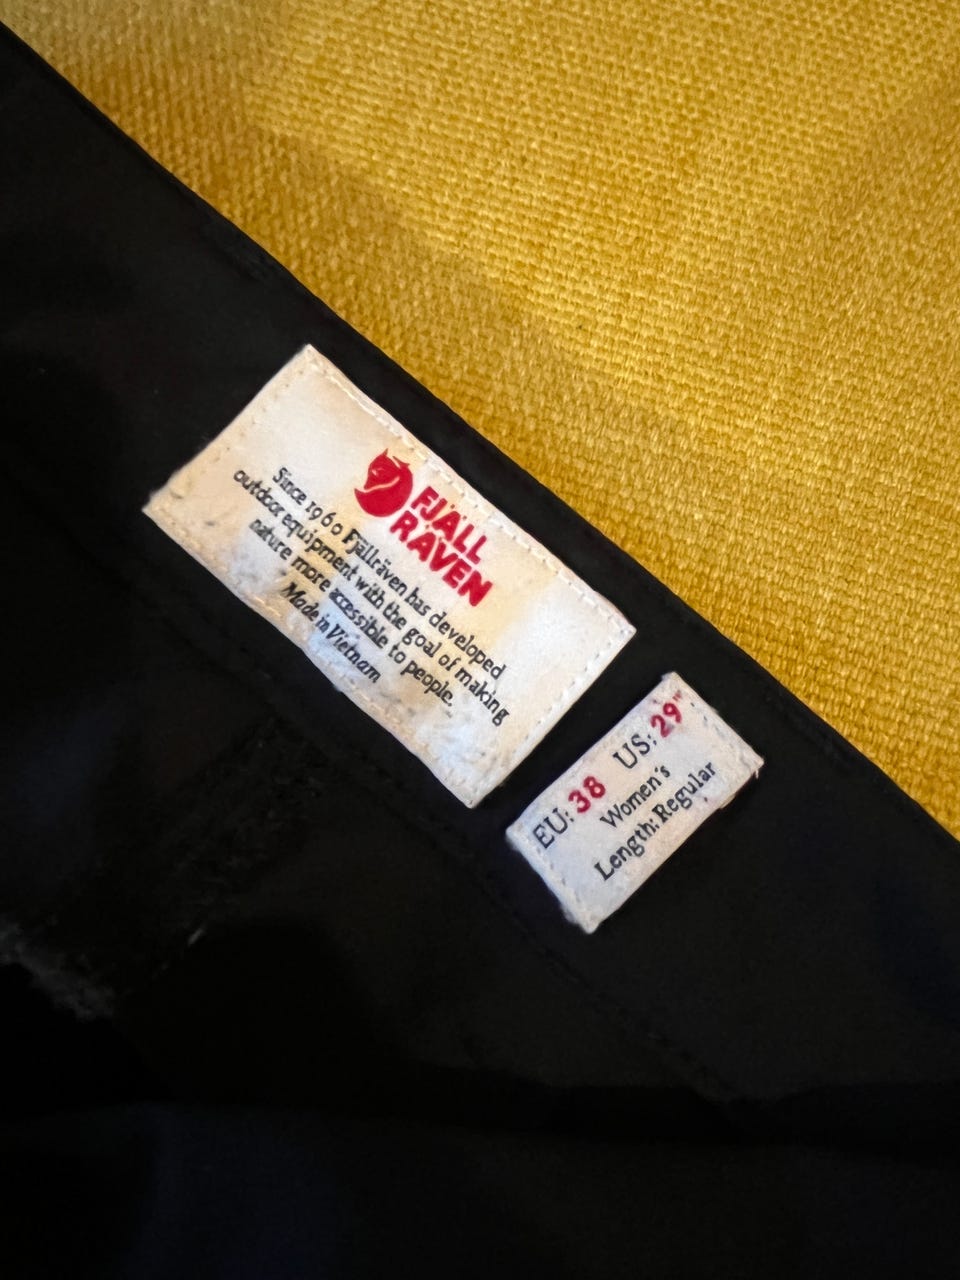 FJÄLL
RÄVEN
Since 1960 Fjällräven has developed
outdoor equipment with the goal of making
nature more accessible to people.
Made in Vietnam
EU: 38 US: 29"
Women's
Length: Regular